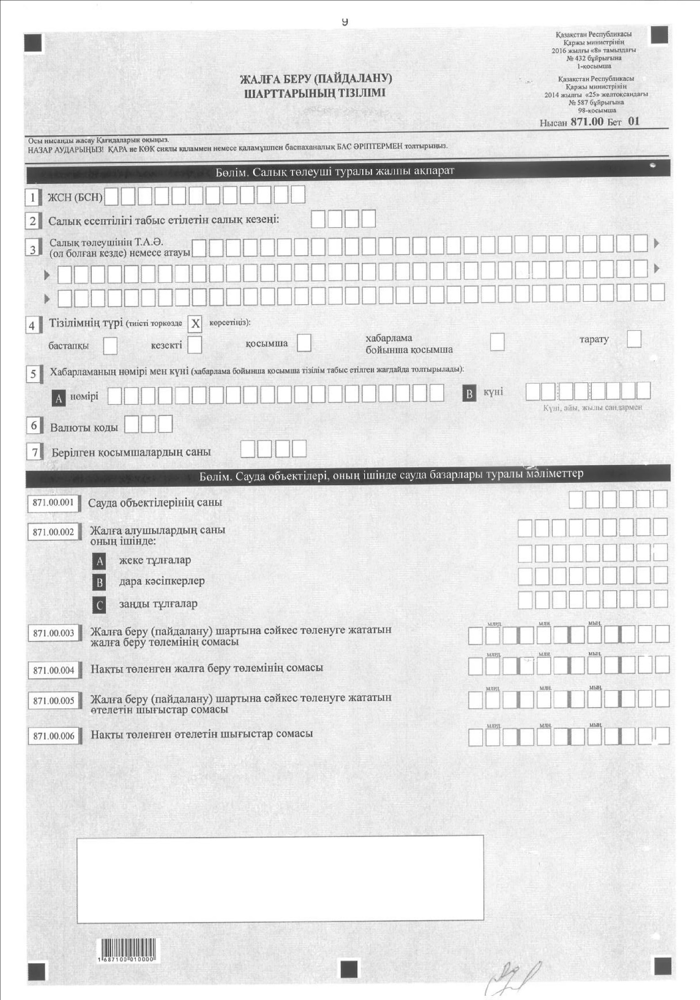 9
Қазақстан Республикасы
Қаржы министрінің
2016 жылғы «8» тамыздағы
№ 432 бұйрығына
1-қосымша
Қазақстан Республикасы
Қаржы министрінің
2014 жылғы «25» желтоқсандағы
№ 587 бұйрығына
98-қосымша
Нысан 871.00 Бет 01
ЖАЛҒА БЕРУ (ПАЙДАЛАНУ)
ШАРТТАРЫНЫҢ ТІЗІЛІМІ
Осы нысанды жасау Қағидаларын оқыңыз.
НАЗАР АУДАРЫҢЫЗ! ҚАРА не КӨК сиялы қаламмен немесе қаламұшпен баспаханалық БАС ӘРІПТЕРМЕН толтырыңыз.
Бөлім. Салық төлеуші туралы жалпы ақпарат
1 ЖСН (БСН)
2 Салық есептілігі табыс етілетін салық кезеңі:
3 Салық төлеушінің Т.А.Ә.
(ол болған кезде) немесе атауы
4 Тізілімнің түрі (тиісті торкөзде X көрсетіңіз):
бастапқы кезекті қосымша хабарлама
бойынша қосымша тарату
5 Хабарламаның нөмірі мен күні (хабарлама бойынша қосымша тізілім табыс етілген жағдайда толтырылады):
A нөмірі B күні
Күні, айы, жылы сандармен
6 Валюты коды
7 Берілген қосымшалардың саны
Бөлім. Сауда объектілері, оның ішінде сауда базарлары туралы мәліметтер
871.00.001 Сауда объектілерінің саны
871.00.002 Жалға алушылардың саны
оның ішінде:
A жеке тұлғалар
B дара кәсіпкерлер
C заңды тұлғалар
МЛРД. МЛН. МЫҢ.
871.00.003 Жалға беру (пайдалану) шартына сәйкес төленуге жататын
жалға беру төлемінің сомасы
МЛРД. МЛН. МЫҢ.
871.00.004 Нақты төленген жалға беру төлемінің сомасы
МЛРД. МЛН. МЫҢ.
871.00.005 Жалға беру (пайдалану) шартына сәйкес төленуге жататын
өтелетін шығыстар сомасы
МЛРД. МЛН. МЫҢ.
871.00.006 Нақты төленген өтелетін шығыстар сомасы
1 687100 010000